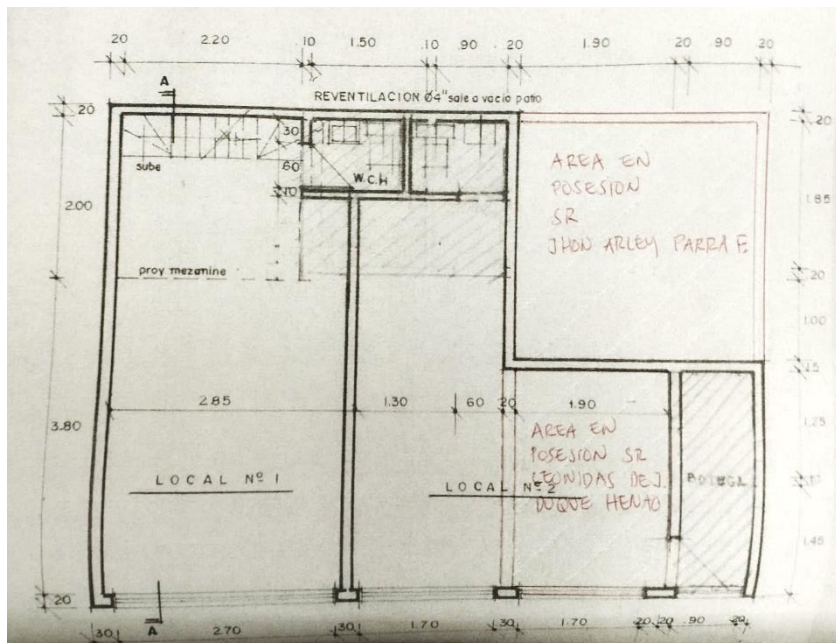 20 2.20 .10 1.50 .10 .90 .20 1.90 20 .90 20
A
REVENTILACION Ø4" sale a vacio patio
20
30
20
sube
60
W.C.H
10
2.00
AREA EN
POSESION
SR
JHON ARLEY PARRA F
1.85
proy mezanine
20
1.00
15
2.85 1.30 60 20 1.90
3.80
1.25
AREA EN
POSESION SR
LEONIDAS DE J.
DUQUE HENAO
LOCAL Nº 1
LOCAL Nº 2
BODEGA
1.45
20
30 A 2.70 30 1.70 30 1.70 20 20 .90 20